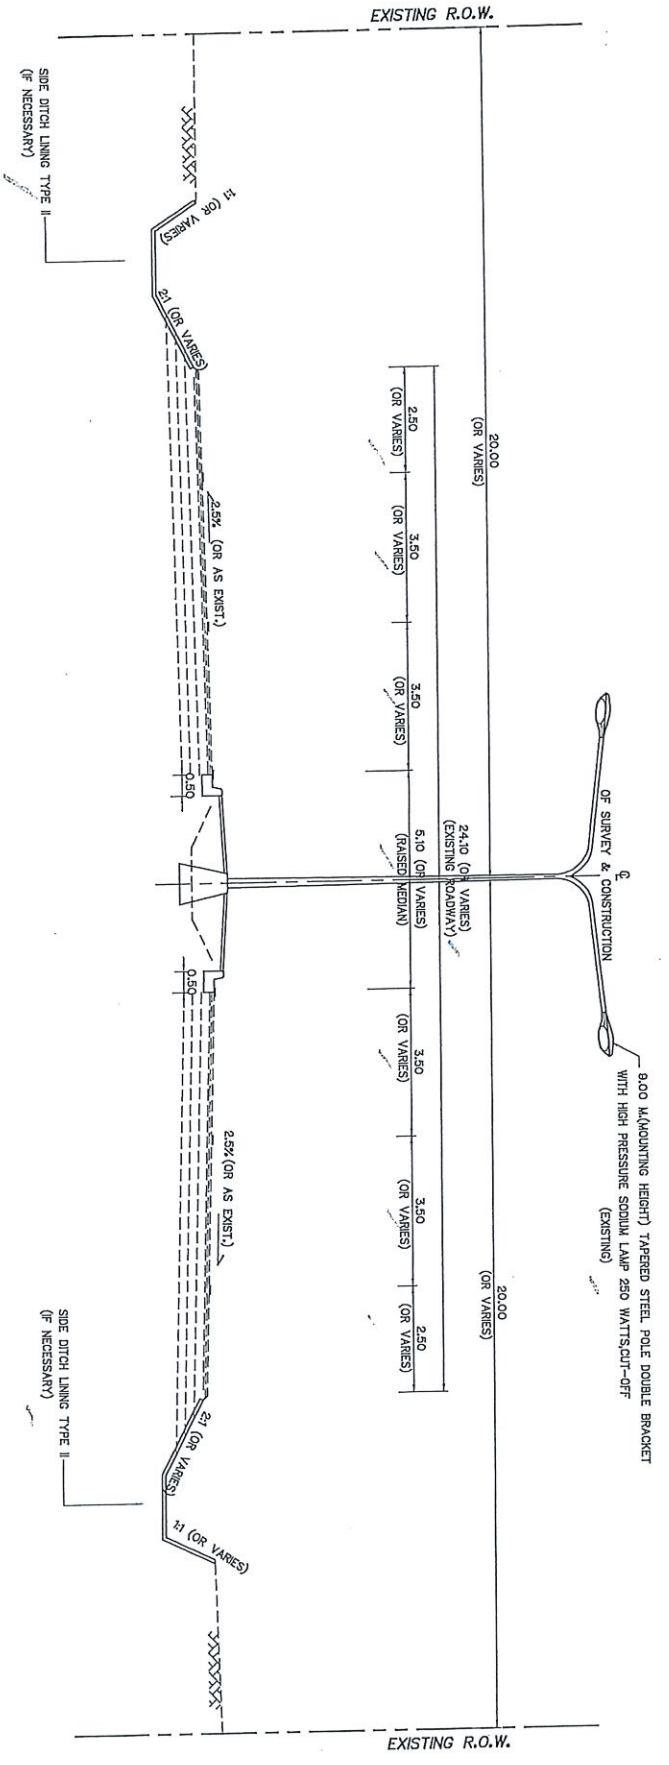 EXISTING R.O.W.
SIDE DITCH LINING TYPE II
(IF NECESSARY)
1:1 (OR VARIES)
2:1 (OR VARIES)
20.00
(OR VARIES)
2.50
(OR VARIES)
3.50
(OR VARIES)
3.50
(OR VARIES)
2.5% (OR AS EXIST.)
0.50
24.10 (OR VARIES)
(EXISTING ROADWAY)
5.10 (OR VARIES)
(RAISED MEDIAN)
℄
OF SURVEY & CONSTRUCTION
9.00 M.(MOUNTING HEIGHT) TAPERED STEEL POLE DOUBLE BRACKET
WITH HIGH PRESSURE SODIUM LAMP 250 WATTS,CUT-OFF
(EXISTING)
0.50
3.50
(OR VARIES)
3.50
(OR VARIES)
2.50
(OR VARIES)
20.00
(OR VARIES)
2.5% (OR AS EXIST.)
2:1 (OR VARIES)
1:1 (OR VARIES)
SIDE DITCH LINING TYPE II
(IF NECESSARY)
EXISTING R.O.W.